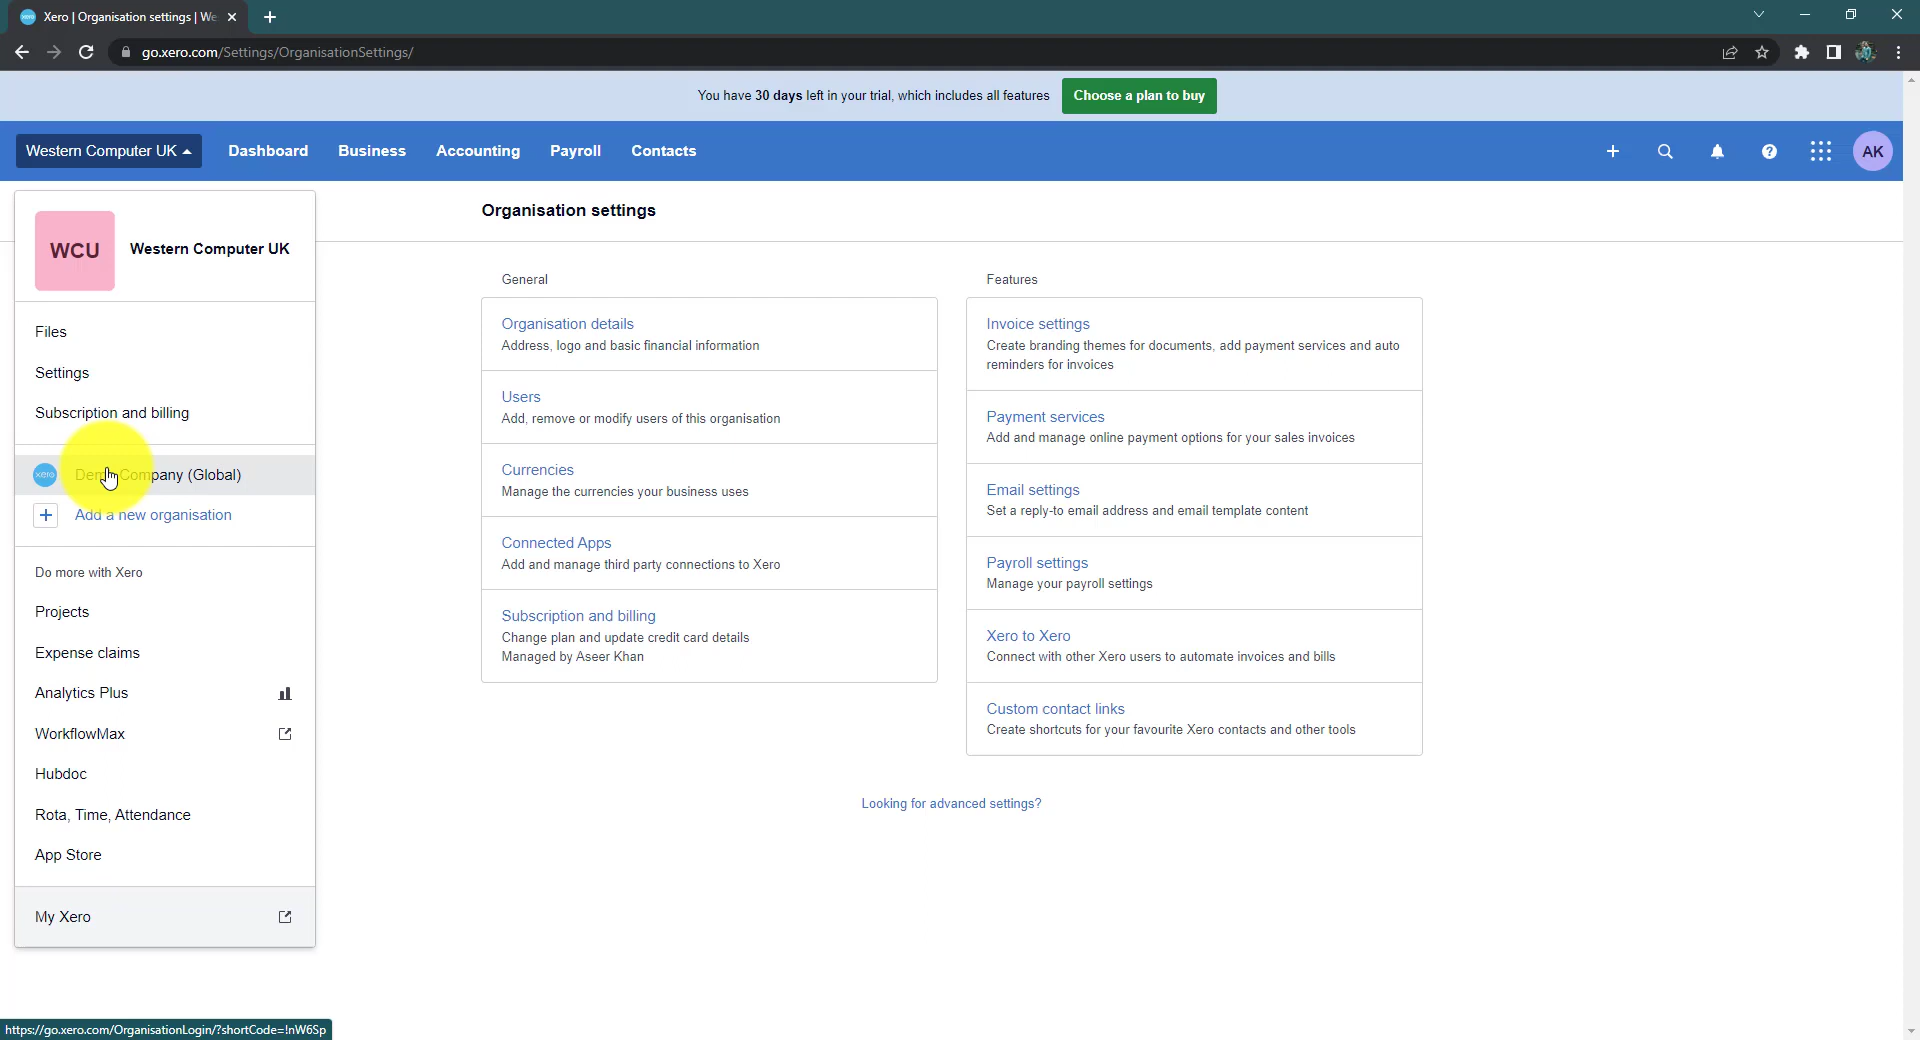 Xero | Organisation settings | We
go.xero.com/Settings/OrganisationSettings/
You have 30 days left in your trial, which includes all features
Choose a plan to buy
Western Computer UK
Dashboard
Business
Accounting
Payroll
Contacts
AK
WCU
Western Computer UK
Files
Settings
Subscription and billing
xero
Demo Company (Global)
Add a new organisation
Do more with Xero
Projects
Expense claims
Analytics Plus
WorkflowMax
Hubdoc
Rota, Time, Attendance
App Store
My Xero
Organisation settings
General
Organisation details
Address, logo and basic financial information
Users
Add, remove or modify users of this organisation
Currencies
Manage the currencies your business uses
Connected Apps
Add and manage third party connections to Xero
Subscription and billing
Change plan and update credit card details
Managed by Aseer Khan
Features
Invoice settings
Create branding themes for documents, add payment services and auto
reminders for invoices
Payment services
Add and manage online payment options for your sales invoices
Email settings
Set a reply-to email address and email template content
Payroll settings
Manage your payroll settings
Xero to Xero
Connect with other Xero users to automate invoices and bills
Custom contact links
Create shortcuts for your favourite Xero contacts and other tools
Looking for advanced settings?
https://go.xero.com/OrganisationLogin/?shortCode=!nW6Sp